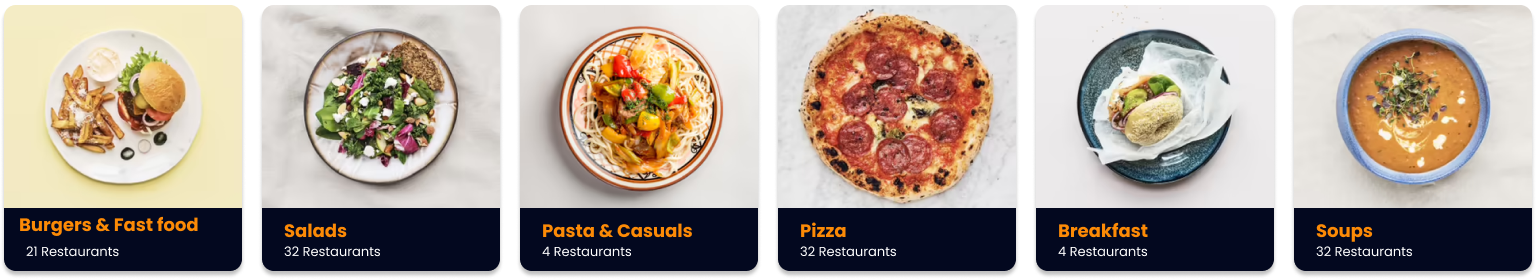 Burgers & Fast food
21 Restaurants
Salads
32 Restaurants
Pasta & Casuals
4 Restaurants
Pizza
32 Restaurants
Breakfast
4 Restaurants
Soups
32 Restaurants